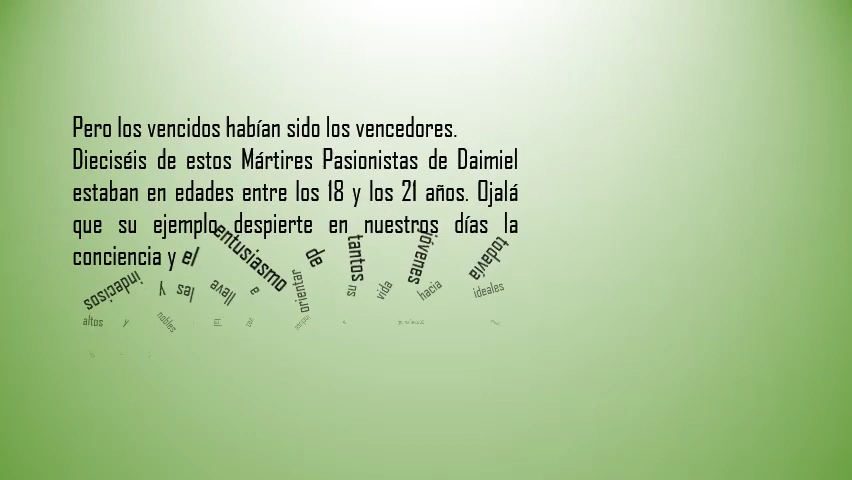 Pero los vencidos habían sido los vencedores.
Dieciséis de estos Mártires Pasionistas de Daimiel
estaban en edades entre los 18 y los 21 años. Ojalá
que su ejemplo despierte en nuestros días la
conciencia y el entusiasmo de tantos jóvenes todavía
indecisos y les lleve a orientar su vida hacia ideales
altos y nobles